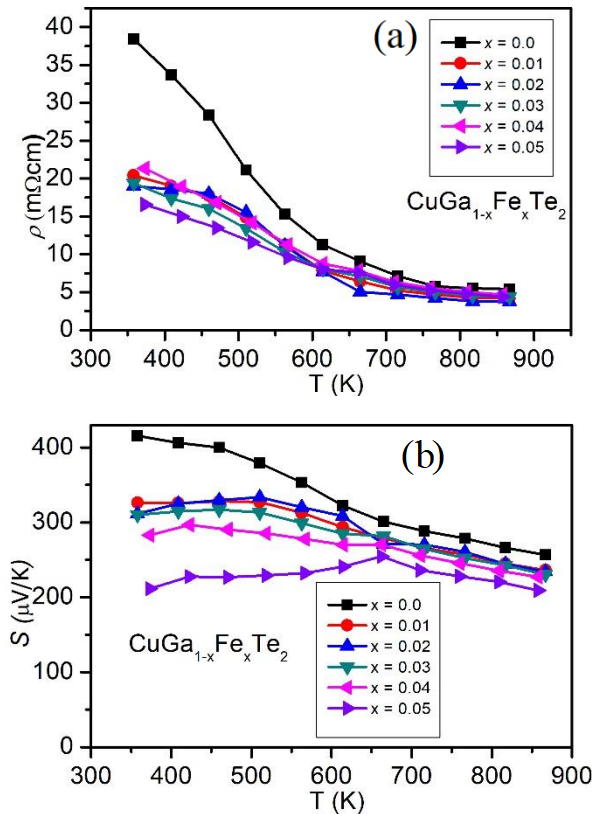 (a)
x = 0.0
x = 0.01
x = 0.02
x = 0.03
x = 0.04
x = 0.05
CuGa₁₋ₓFeₓTe₂
ρ (mΩcm)
40
35
30
25
20
15
10
5
0
300 400 500 600 700 800 900
T (K)
(b)
S (μV/K)
400
300
200
100
0
CuGa₁₋ₓFeₓTe₂
x = 0.0
x = 0.01
x = 0.02
x = 0.03
x = 0.04
x = 0.05
300 400 500 600 700 800 900
T (K)